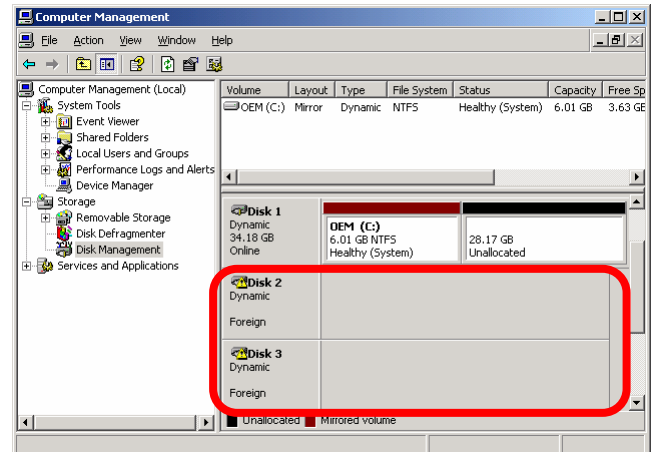 Computer Management
File Action View Window Help
Computer Management (Local)
System Tools
Event Viewer
Shared Folders
Local Users and Groups
Performance Logs and Alerts
Device Manager
Storage
Removable Storage
Disk Defragmenter
Disk Management
Services and Applications
Volume Layout Type File System Status Capacity Free Sp
OEM (C:) Mirror Dynamic NTFS Healthy (System) 6.01 GB 3.63 GE
Disk 1
Dynamic
34.18 GB
Online
OEM (C:)
6.01 GB NTFS
Healthy (System)
28.17 GB
Unallocated
Disk 2
Dynamic
Foreign
Disk 3
Dynamic
Foreign
Unallocated Mirrored volume